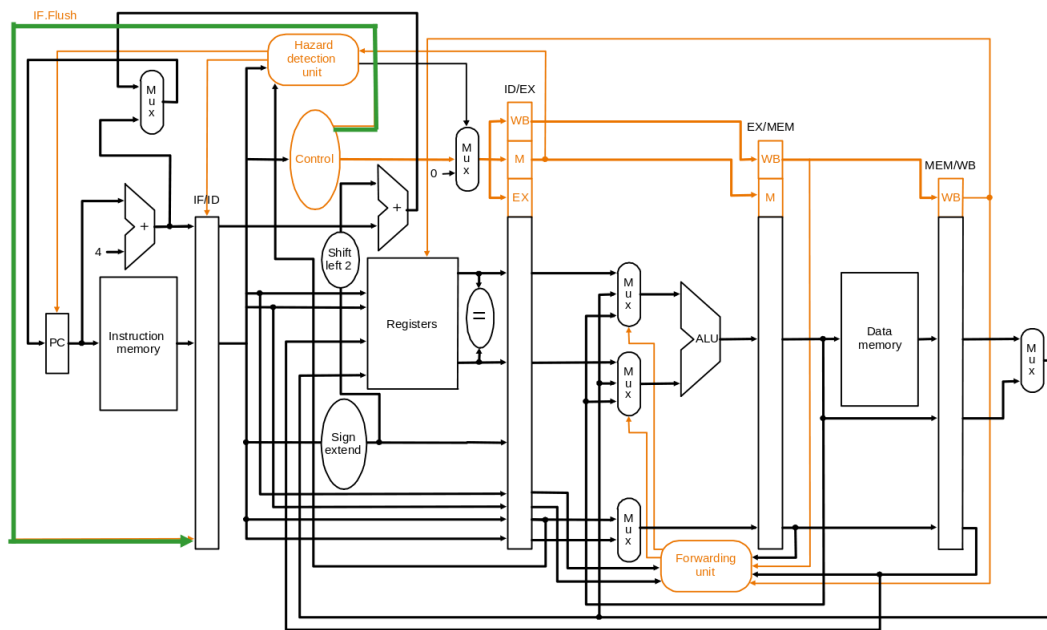 IF.Flush
Hazard
detection
unit
M
u
x
ID/EX
WB
EX/MEM
Control
M
u
x
M
WB
MEM/WB
0
IF/ID
EX
M
WB
+
+
4
Shift
left 2
M
u
x
Registers
=
PC
Instruction
memory
ALU
Data
memory
M
u
x
M
u
x
Sign
extend
M
u
x
Forwarding
unit